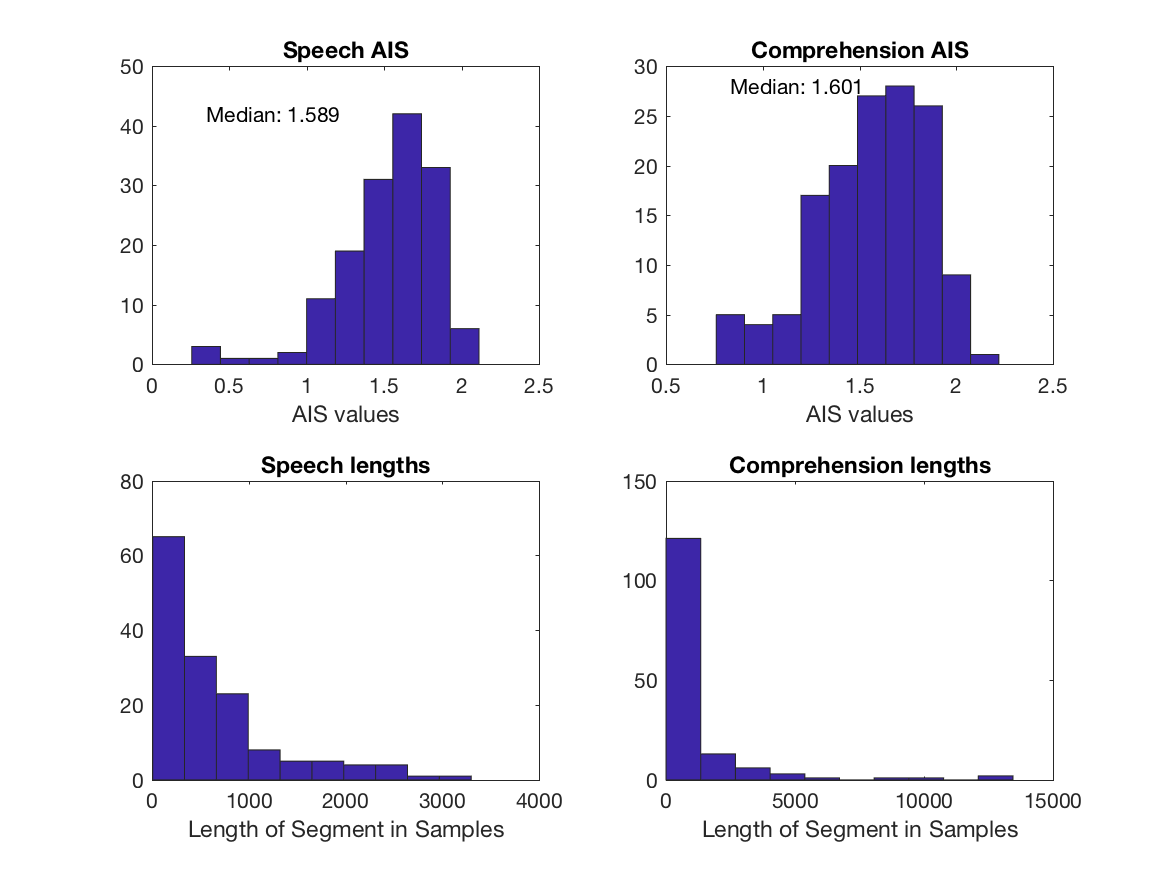 Speech AIS
50
40
30
20
10
0
Median: 1.589
0 0.5 1 1.5 2 2.5
AIS values
Comprehension AIS
30
25
20
15
10
5
0
Median: 1.601
0.5 1 1.5 2 2.5
AIS values
Speech lengths
80
60
40
20
0
0 1000 2000 3000 4000
Length of Segment in Samples
Comprehension lengths
150
100
50
0
0 5000 10000 15000
Length of Segment in Samples